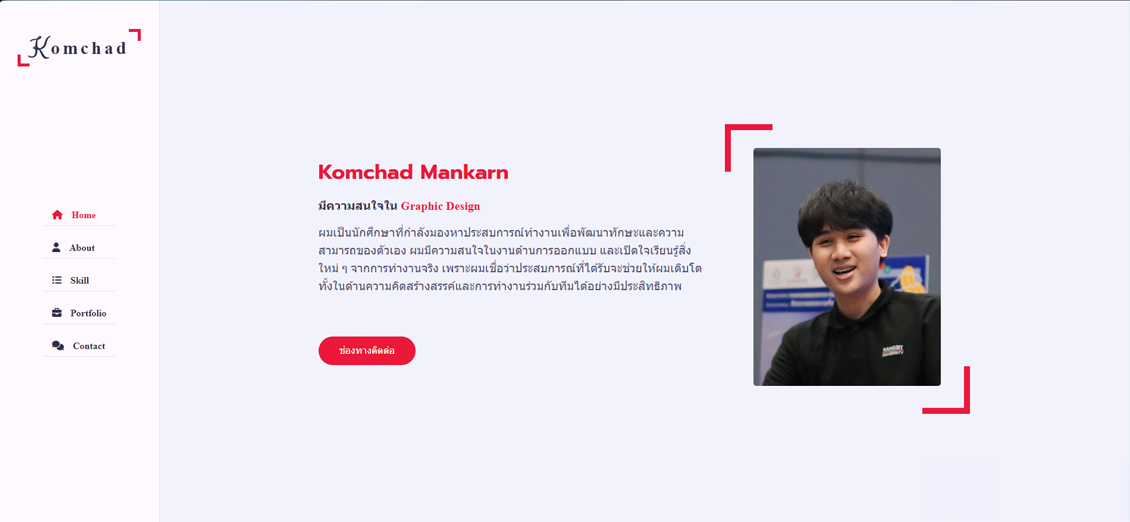 Komchad
Home
About
Skill
Portfolio
Contact
Komchad Mankarn
มีความสนใจใน Graphic Design
ผมเป็นนักศึกษาที่กำลังมองหาประสบการณ์ทำงานเพื่อพัฒนาทักษะและความ
สามารถของตัวเอง ผมมีความสนใจในงานด้านการออกแบบ และเปิดใจเรียนรู้สิ่ง
ใหม่ ๆ จากการทำงานจริง เพราะผมเชื่อว่าประสบการณ์ที่ได้รับจะช่วยให้ผมเติบโต
ทั้งในด้านความคิดสร้างสรรค์และการทำงานร่วมกับทีมได้อย่างมีประสิทธิภาพ
ช่องทางติดต่อ